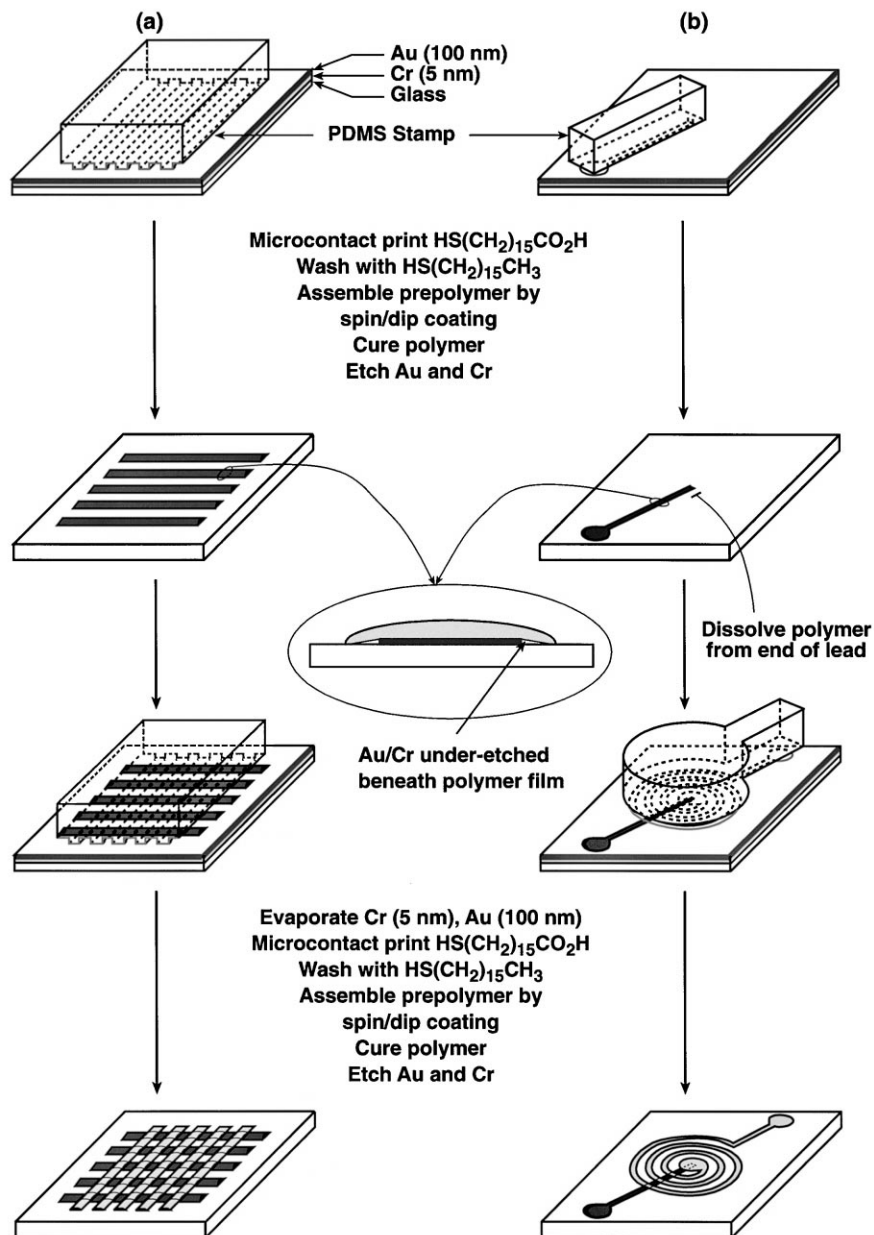 (a)
(b)
Au (100 nm)
Cr (5 nm)
Glass
PDMS Stamp
Microcontact print HS(CH₂)₁₅CO₂H
Wash with HS(CH₂)₁₅CH₃
Assemble prepolymer by
spin/dip coating
Cure polymer
Etch Au and Cr
Dissolve polymer
from end of lead
Au/Cr under-etched
beneath polymer film
Evaporate Cr (5 nm), Au (100 nm)
Microcontact print HS(CH₂)₁₅CO₂H
Wash with HS(CH₂)₁₅CH₃
Assemble prepolymer by
spin/dip coating
Cure polymer
Etch Au and Cr